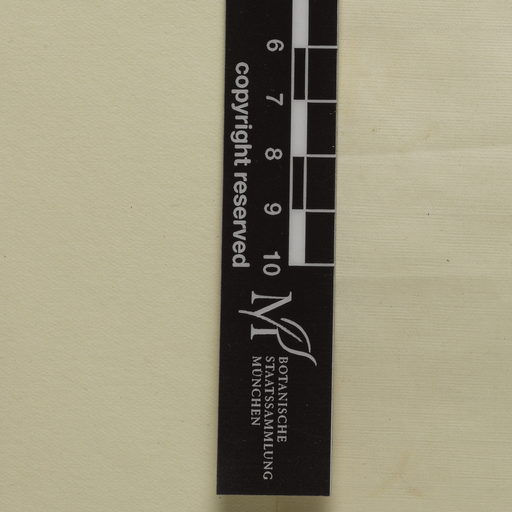 6
7
8
9
10
copyright reserved
M
BOTANISCHE
STAATSSAMMLUNG
MÜNCHEN